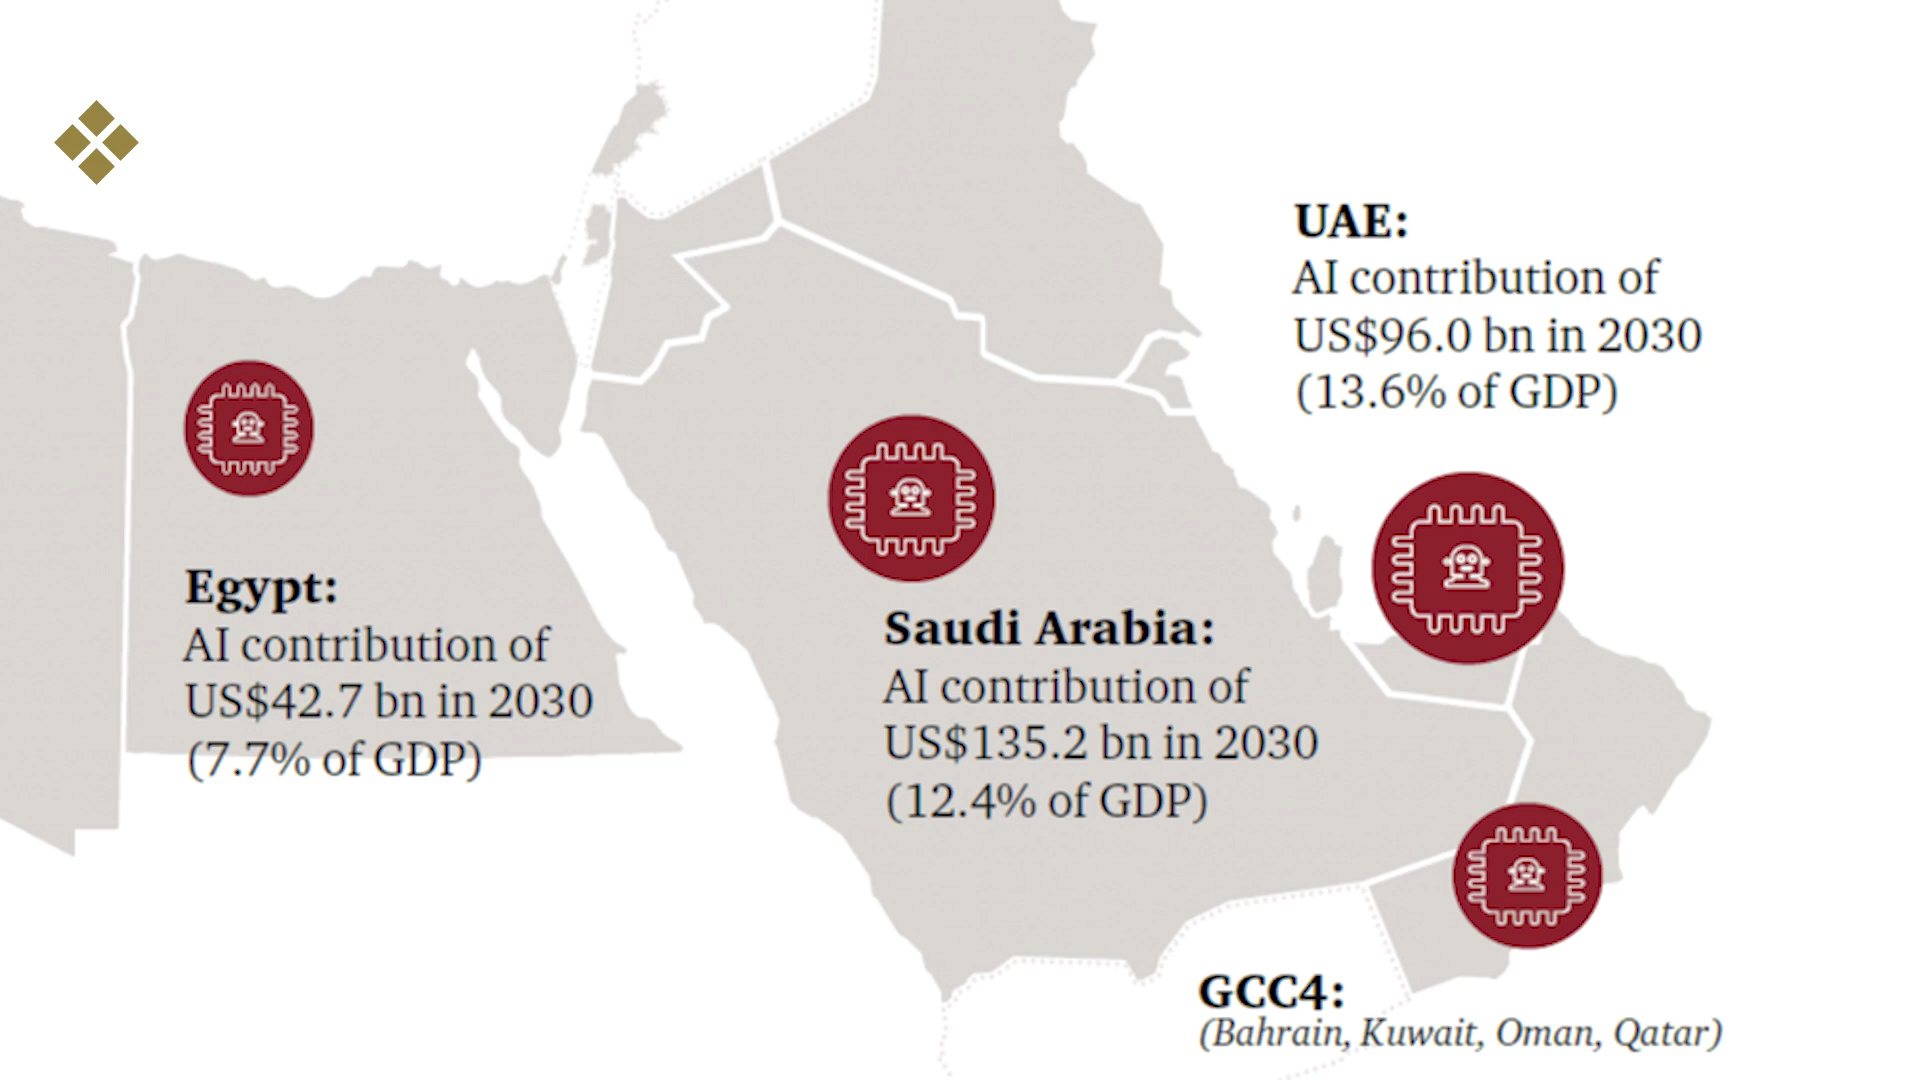 UAE:
AI contribution of
US$96.0 bn in 2030
(13.6% of GDP)
Egypt:
AI contribution of
US$42.7 bn in 2030
(7.7% of GDP)
Saudi Arabia:
AI contribution of
US$135.2 bn in 2030
(12.4% of GDP)
GCC4:
(Bahrain, Kuwait, Oman, Qatar)